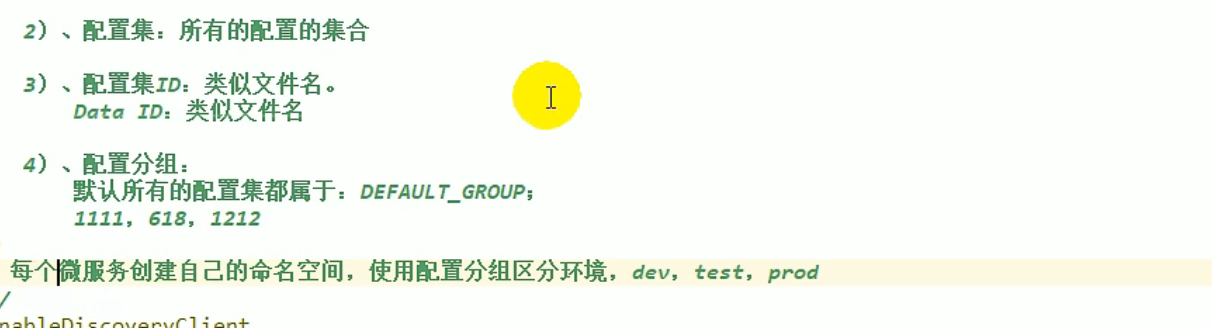 2）、配置集：所有的配置的集合
3）、配置集ID：类似文件名。
Data ID：类似文件名
4）、配置分组：
默认所有的配置集都属于：DEFAULT_GROUP；
1111，618，1212
每个微服务创建自己的命名空间，使用配置分组区分环境，dev，test，prod
/
nableDiscoveryClient